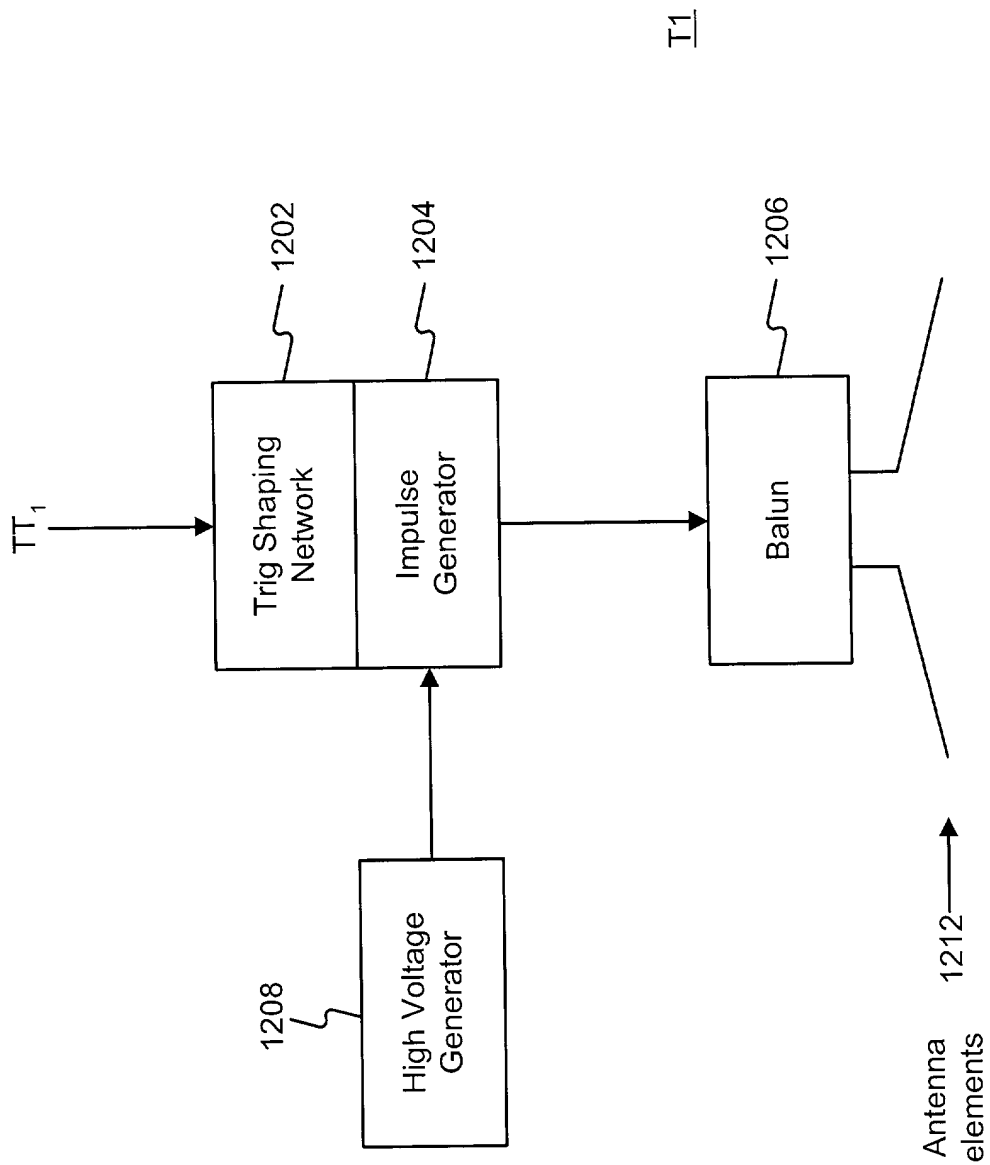 TT1
T1
Trig Shaping
Network
1202
Impulse
Generator
1204
1208
High Voltage
Generator
Balun
1206
Antenna
elements
1212